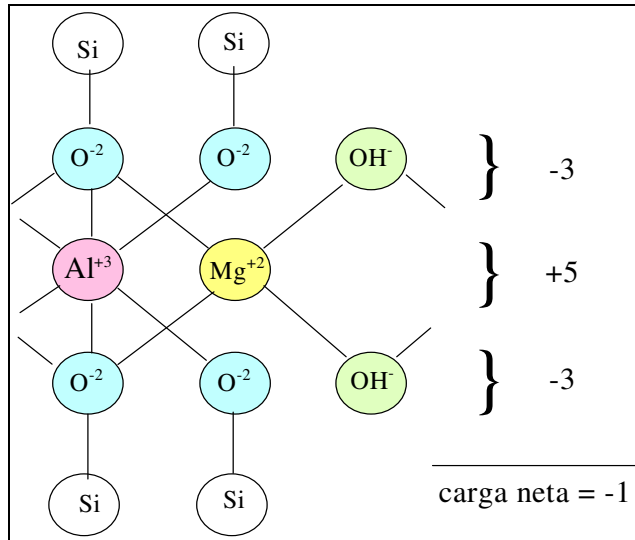 Si Si
O⁻² O⁻² OH⁻ } -3
Al⁺³ Mg⁺² } +5
O⁻² O⁻² OH⁻ } -3
Si Si
carga neta = -1